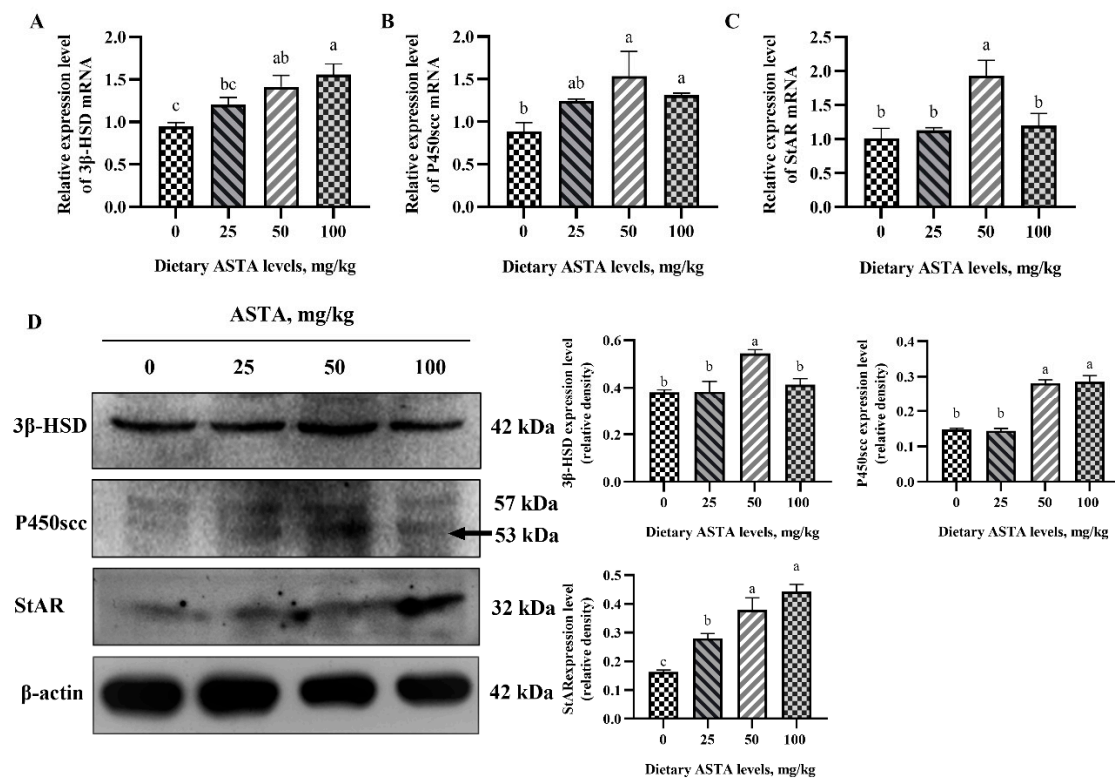 A
Relative expression level
of 3β-HSD mRNA
2.0
1.5
1.0
0.5
0.0
c
bc
ab
a
0 25 50 100
Dietary ASTA levels, mg/kg
B
Relative expression level
of P450scc mRNA
2.0
1.5
1.0
0.5
0.0
b
ab
a
a
0 25 50 100
Dietary ASTA levels, mg/kg
C
Relative expression level
of StAR mRNA
2.5
2.0
1.5
1.0
0.5
0.0
b
b
a
b
0 25 50 100
Dietary ASTA levels, mg/kg
D
ASTA, mg/kg
0 25 50 100
3β-HSD 42 kDa
P450scc 57 kDa
53 kDa
StAR 32 kDa
β-actin 42 kDa
3β-HSD expression level
(relative density)
0.6
0.4
0.2
0.0
b
b
a
b
0 25 50 100
Dietary ASTA levels, mg/kg
P450scc expression level
(relative density)
0.4
0.3
0.2
0.1
0.0
b
b
a
a
0 25 50 100
Dietary ASTA levels, mg/kg
StARexpression level
(relative density)
0.5
0.4
0.3
0.2
0.1
0.0
c
b
a
a
0 25 50 100
Dietary ASTA levels, mg/kg